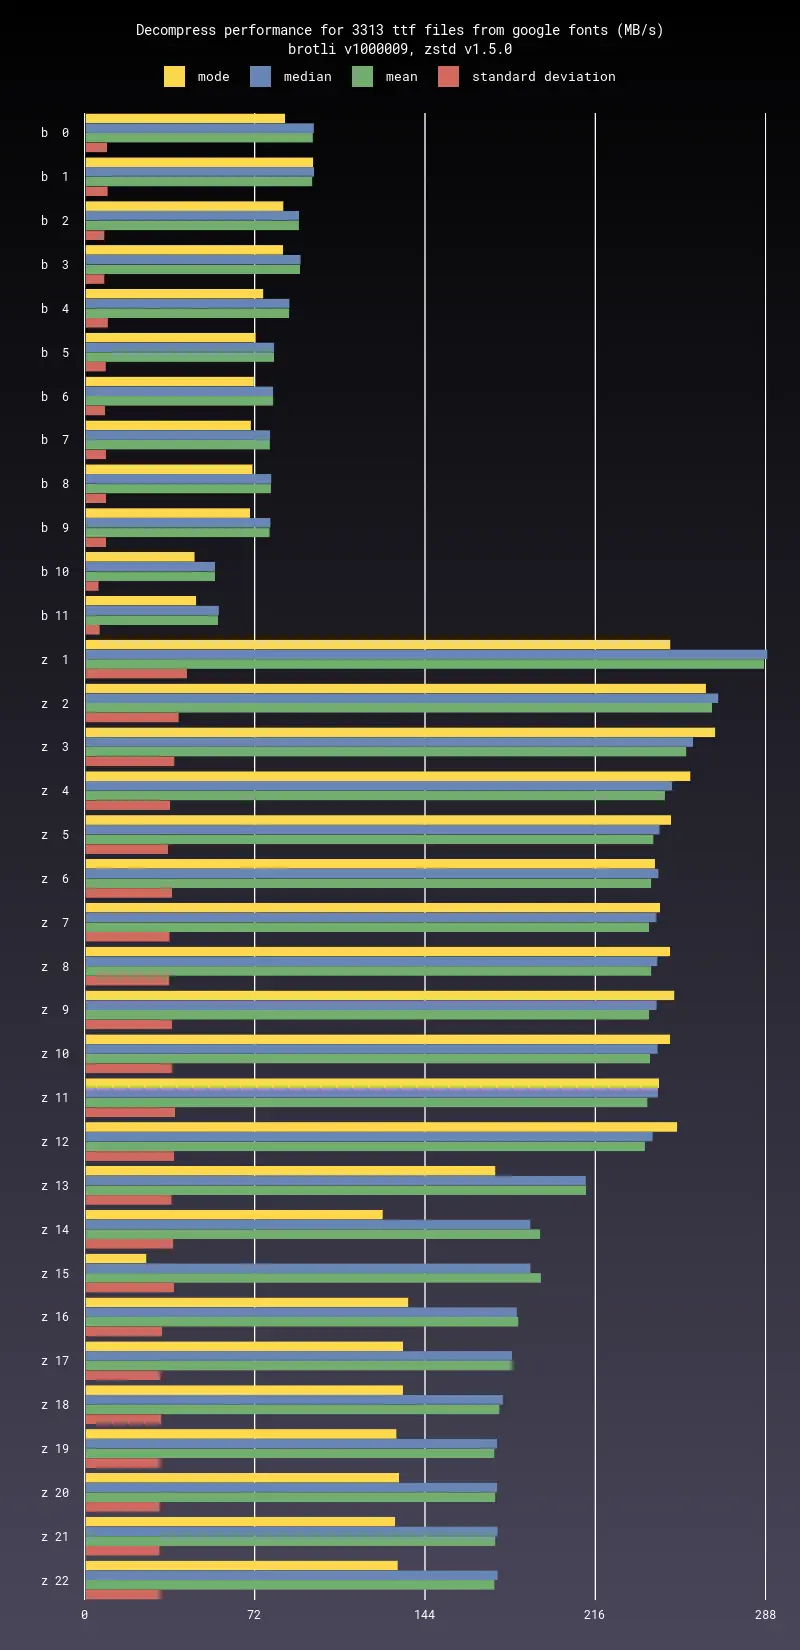 Decompress performance for 3313 ttf files from google fonts (MB/s)
brotli v1000009, zstd v1.5.0
mode median mean standard deviation
b 0
b 1
b 2
b 3
b 4
b 5
b 6
b 7
b 8
b 9
b 10
b 11
z 1
z 2
z 3
z 4
z 5
z 6
z 7
z 8
z 9
z 10
z 11
z 12
z 13
z 14
z 15
z 16
z 17
z 18
z 19
z 20
z 21
z 22
0 72 144 216 288